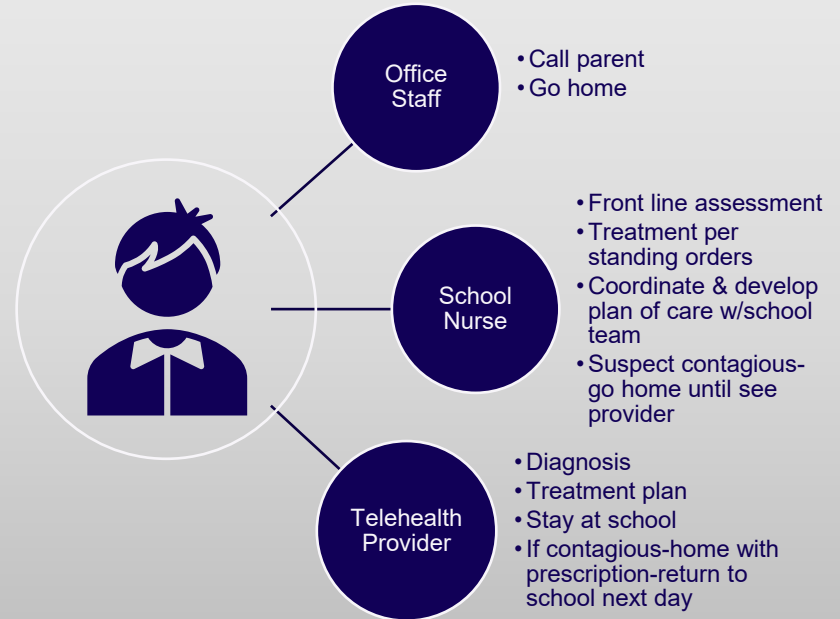 Office
Staff
• Call parent
• Go home
School
Nurse
• Front line assessment
• Treatment per
standing orders
• Coordinate & develop
plan of care w/school
team
• Suspect contagious-
go home until see
provider
Telehealth
Provider
• Diagnosis
• Treatment plan
• Stay at school
• If contagious-home with
prescription-return to
school next day